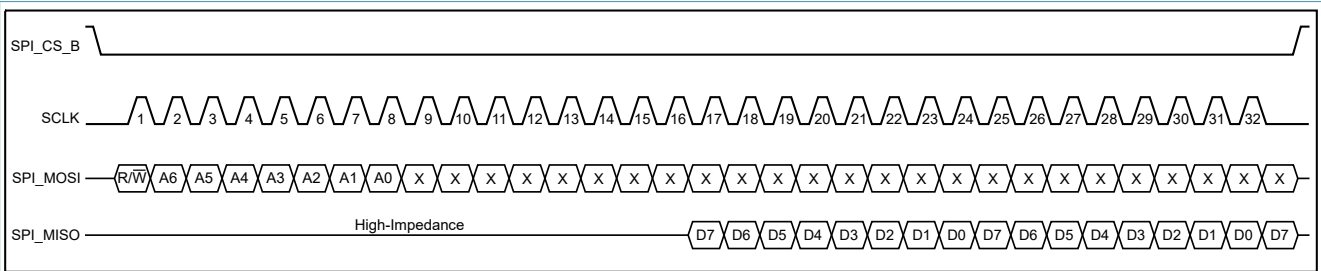 SPI_CS_B
SCLK 1 2 3 4 5 6 7 8 9 10 11 12 13 14 15 16 17 18 19 20 21 22 23 24 25 26 27 28 29 30 31 32
SPI_MOSI R/W̅ A6 A5 A4 A3 A2 A1 A0 X X X X X X X X X X X X X X X X X X X X X X X X X
High-Impedance
SPI_MISO D7 D6 D5 D4 D3 D2 D1 D0 D7 D6 D5 D4 D3 D2 D1 D0 D7